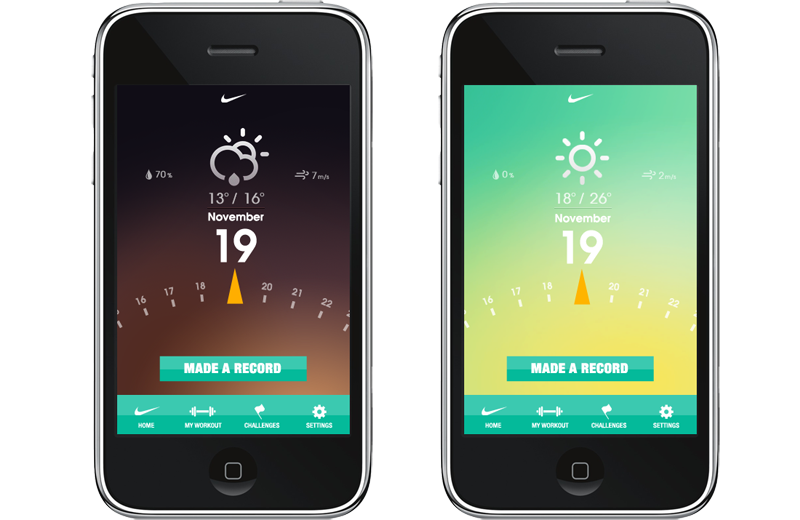 70%
7m/s
13° / 16°
November
19
16 17 18 20 21 22
MADE A RECORD
HOME MY WORKOUT CHALLENGES SETTINGS
0%
2m/s
18° / 26°
November
19
16 17 18 20 21 22
MADE A RECORD
HOME MY WORKOUT CHALLENGES SETTINGS